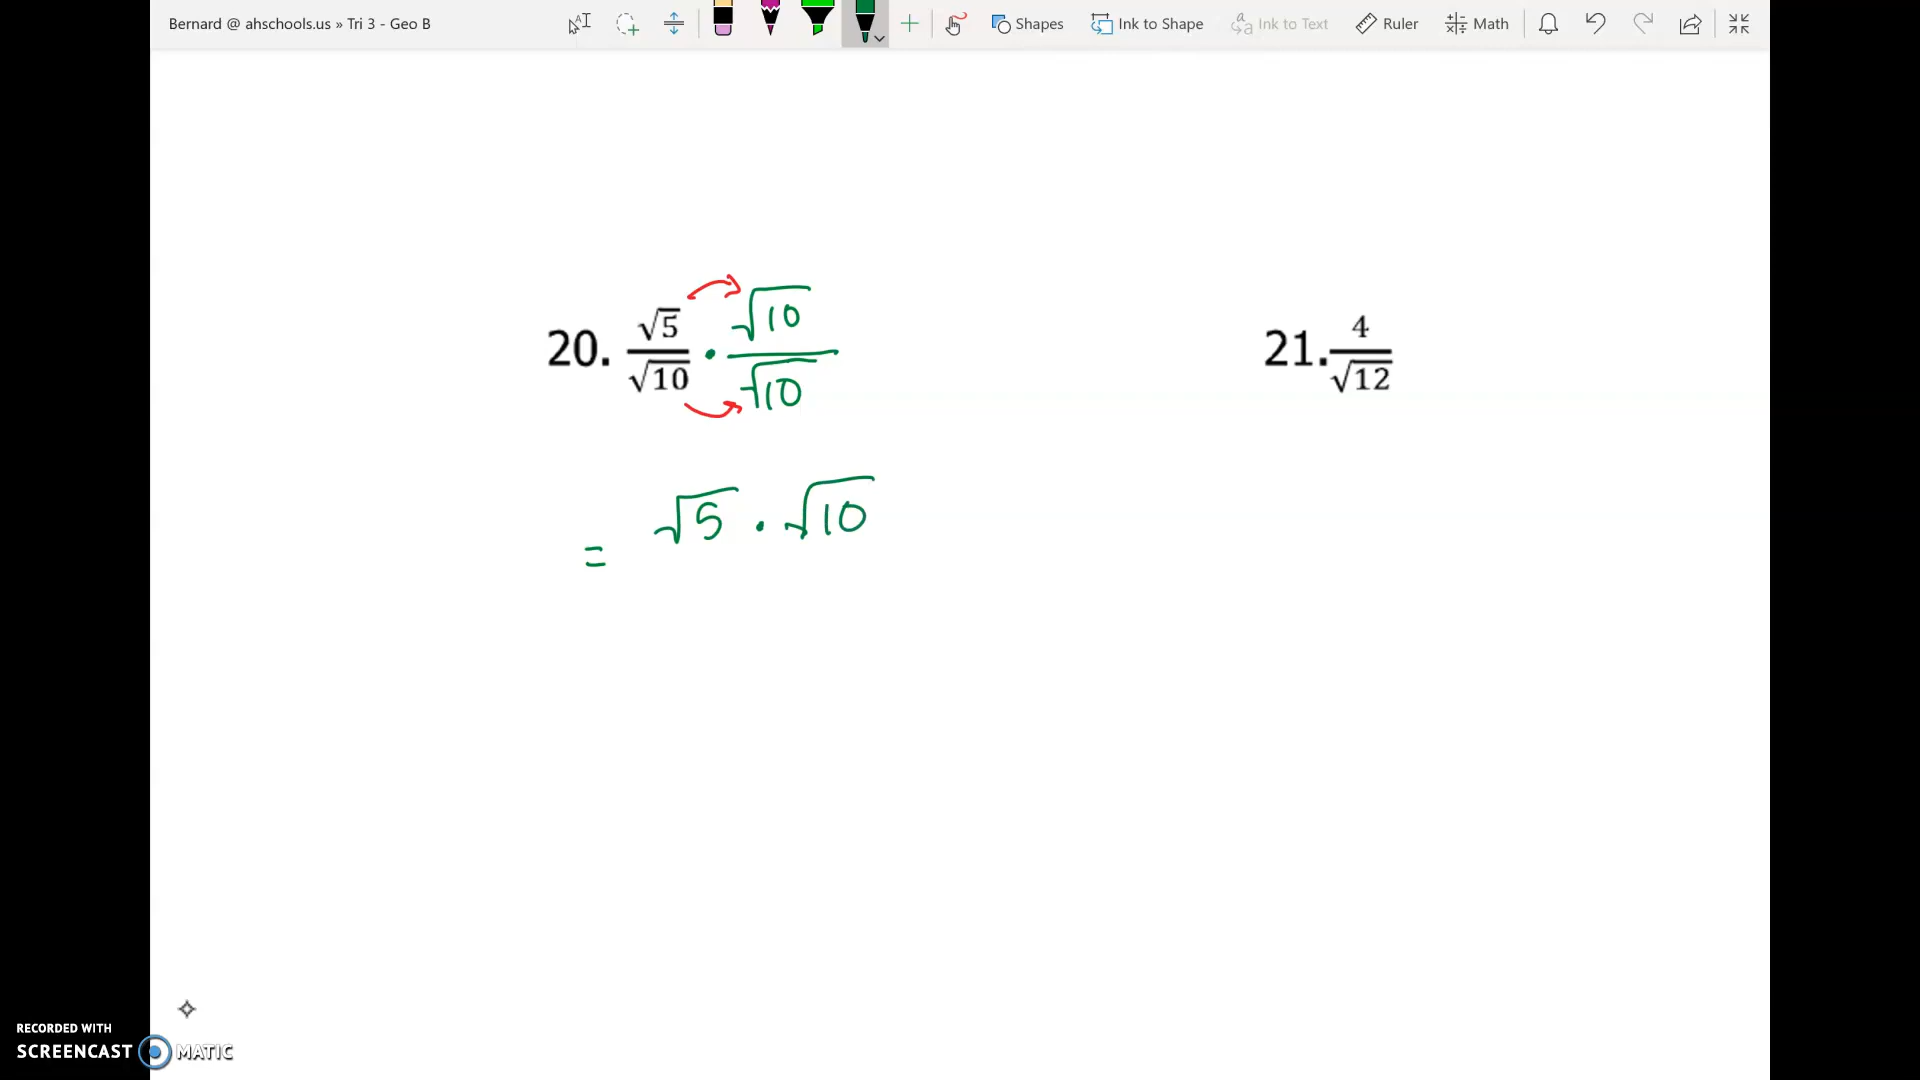 Bernard @ ahschools.us » Tri 3 - Geo B
Shapes
Ink to Shape
Ink to Text
Ruler
Math
20. √5/√10 · √10/√10
21. 4/√12
= √5 · √10
RECORDED WITH
SCREENCAST MATIC